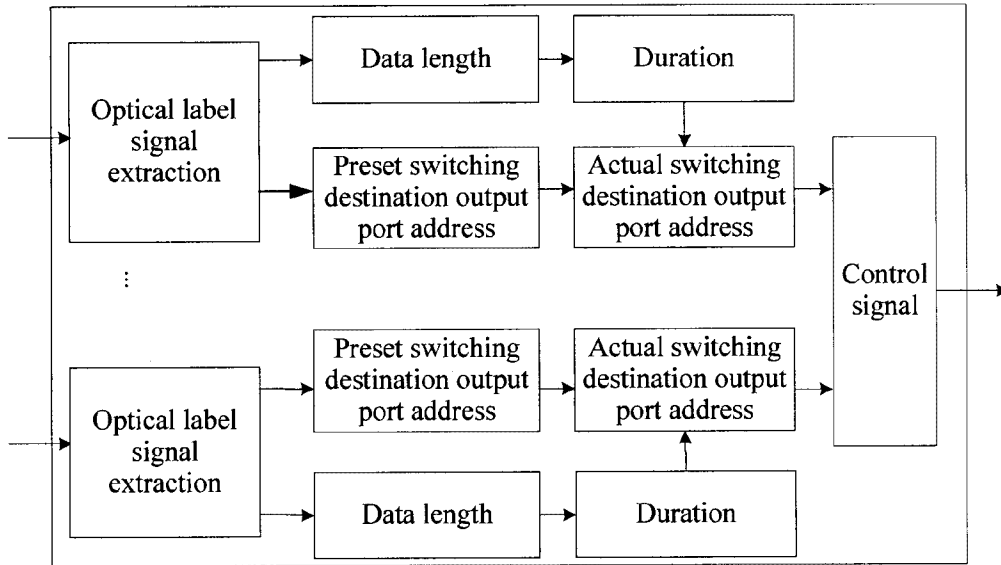 Data length
Duration
Optical label
signal
extraction
Preset switching
destination output
port address
Actual switching
destination output
port address
...
Control
signal
Preset switching
destination output
port address
Actual switching
destination output
port address
Optical label
signal
extraction
Data length
Duration